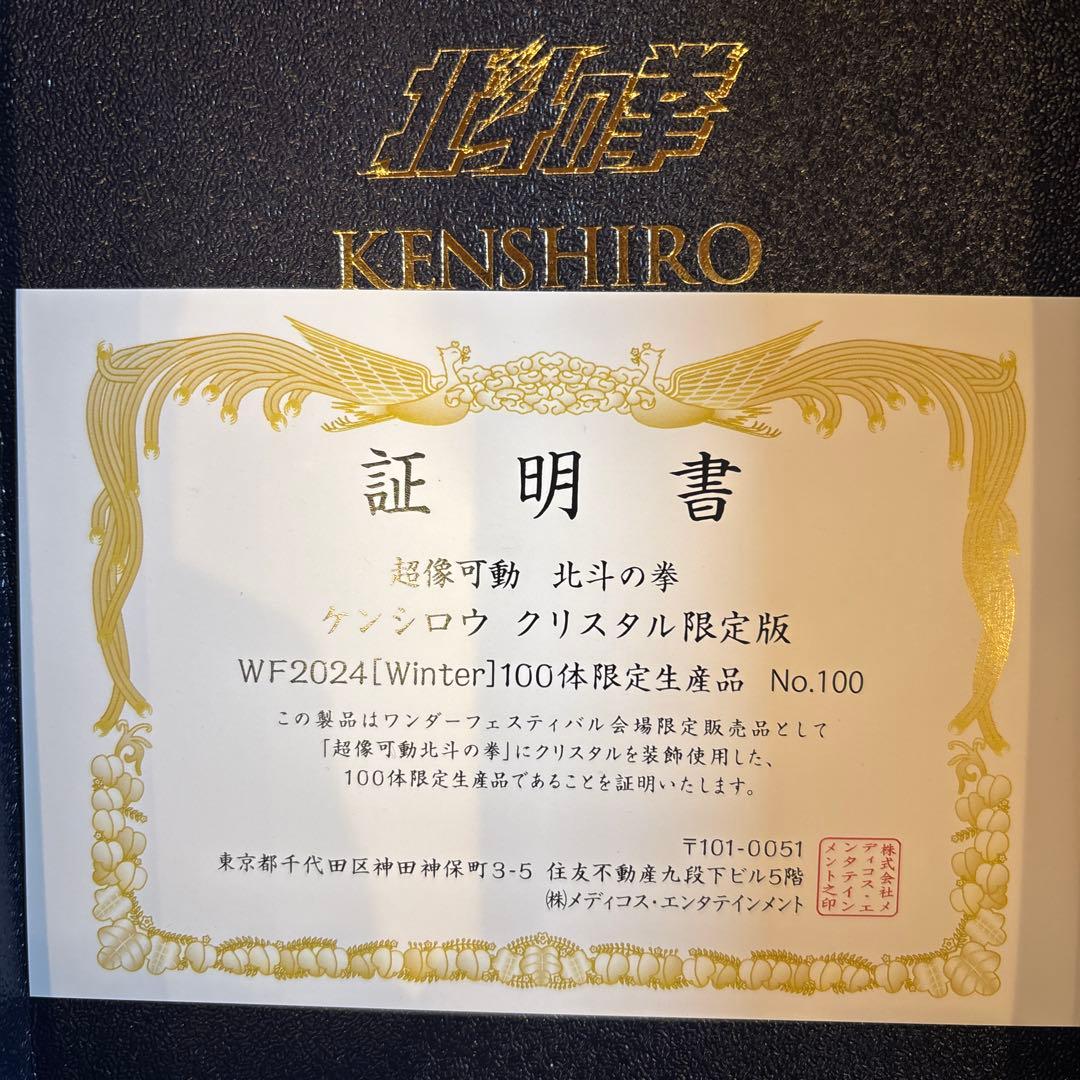 北斗の拳
KENSHIRO
証明書
超像可動 北斗の拳
ケンシロウ クリスタル限定版
WF2024[Winter]100体限定生産品 No.100
この製品はワンダーフェスティバル会場限定販売品として
「超像可動北斗の拳」にクリスタルを装飾使用した、
100体限定生産品であることを証明いたします。
〒101-0051
東京都千代田区神田神保町3-5 住友不動産九段下ビル5階
㈱メディコス・エンタテインメント
株式会社メ
ディコス・エ
ンタテイン
メント之印